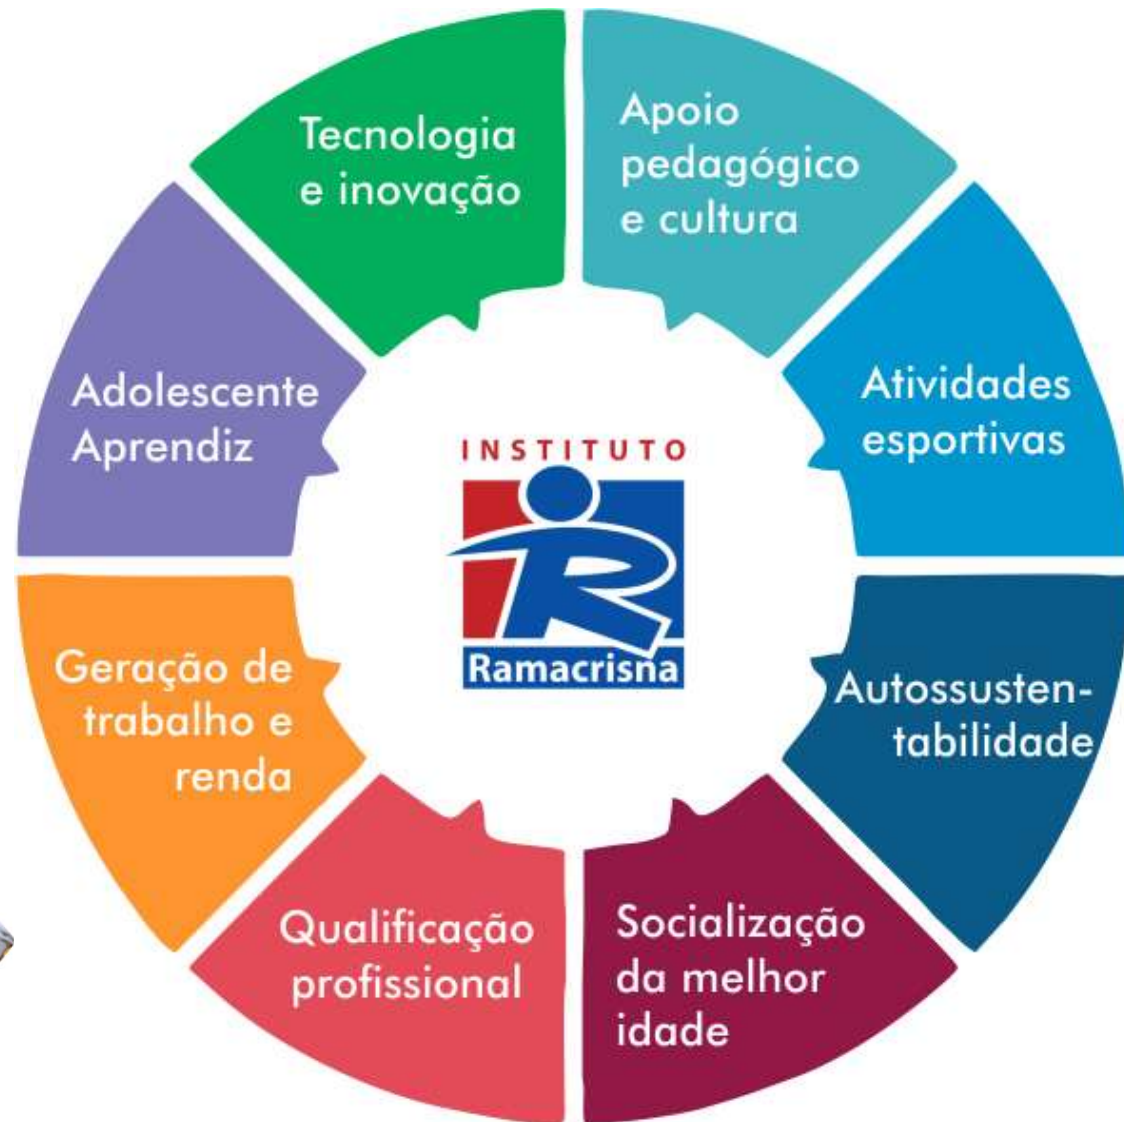 Tecnologia
e inovação
Apoio
pedagógico
e cultura
Atividades
esportivas
Autossusten-
tabilidade
Socialização
da melhor
idade
Qualificação
profissional
Geração de
trabalho e
renda
Adolescente
Aprendiz
INSTITUTO
R
Ramacrisna